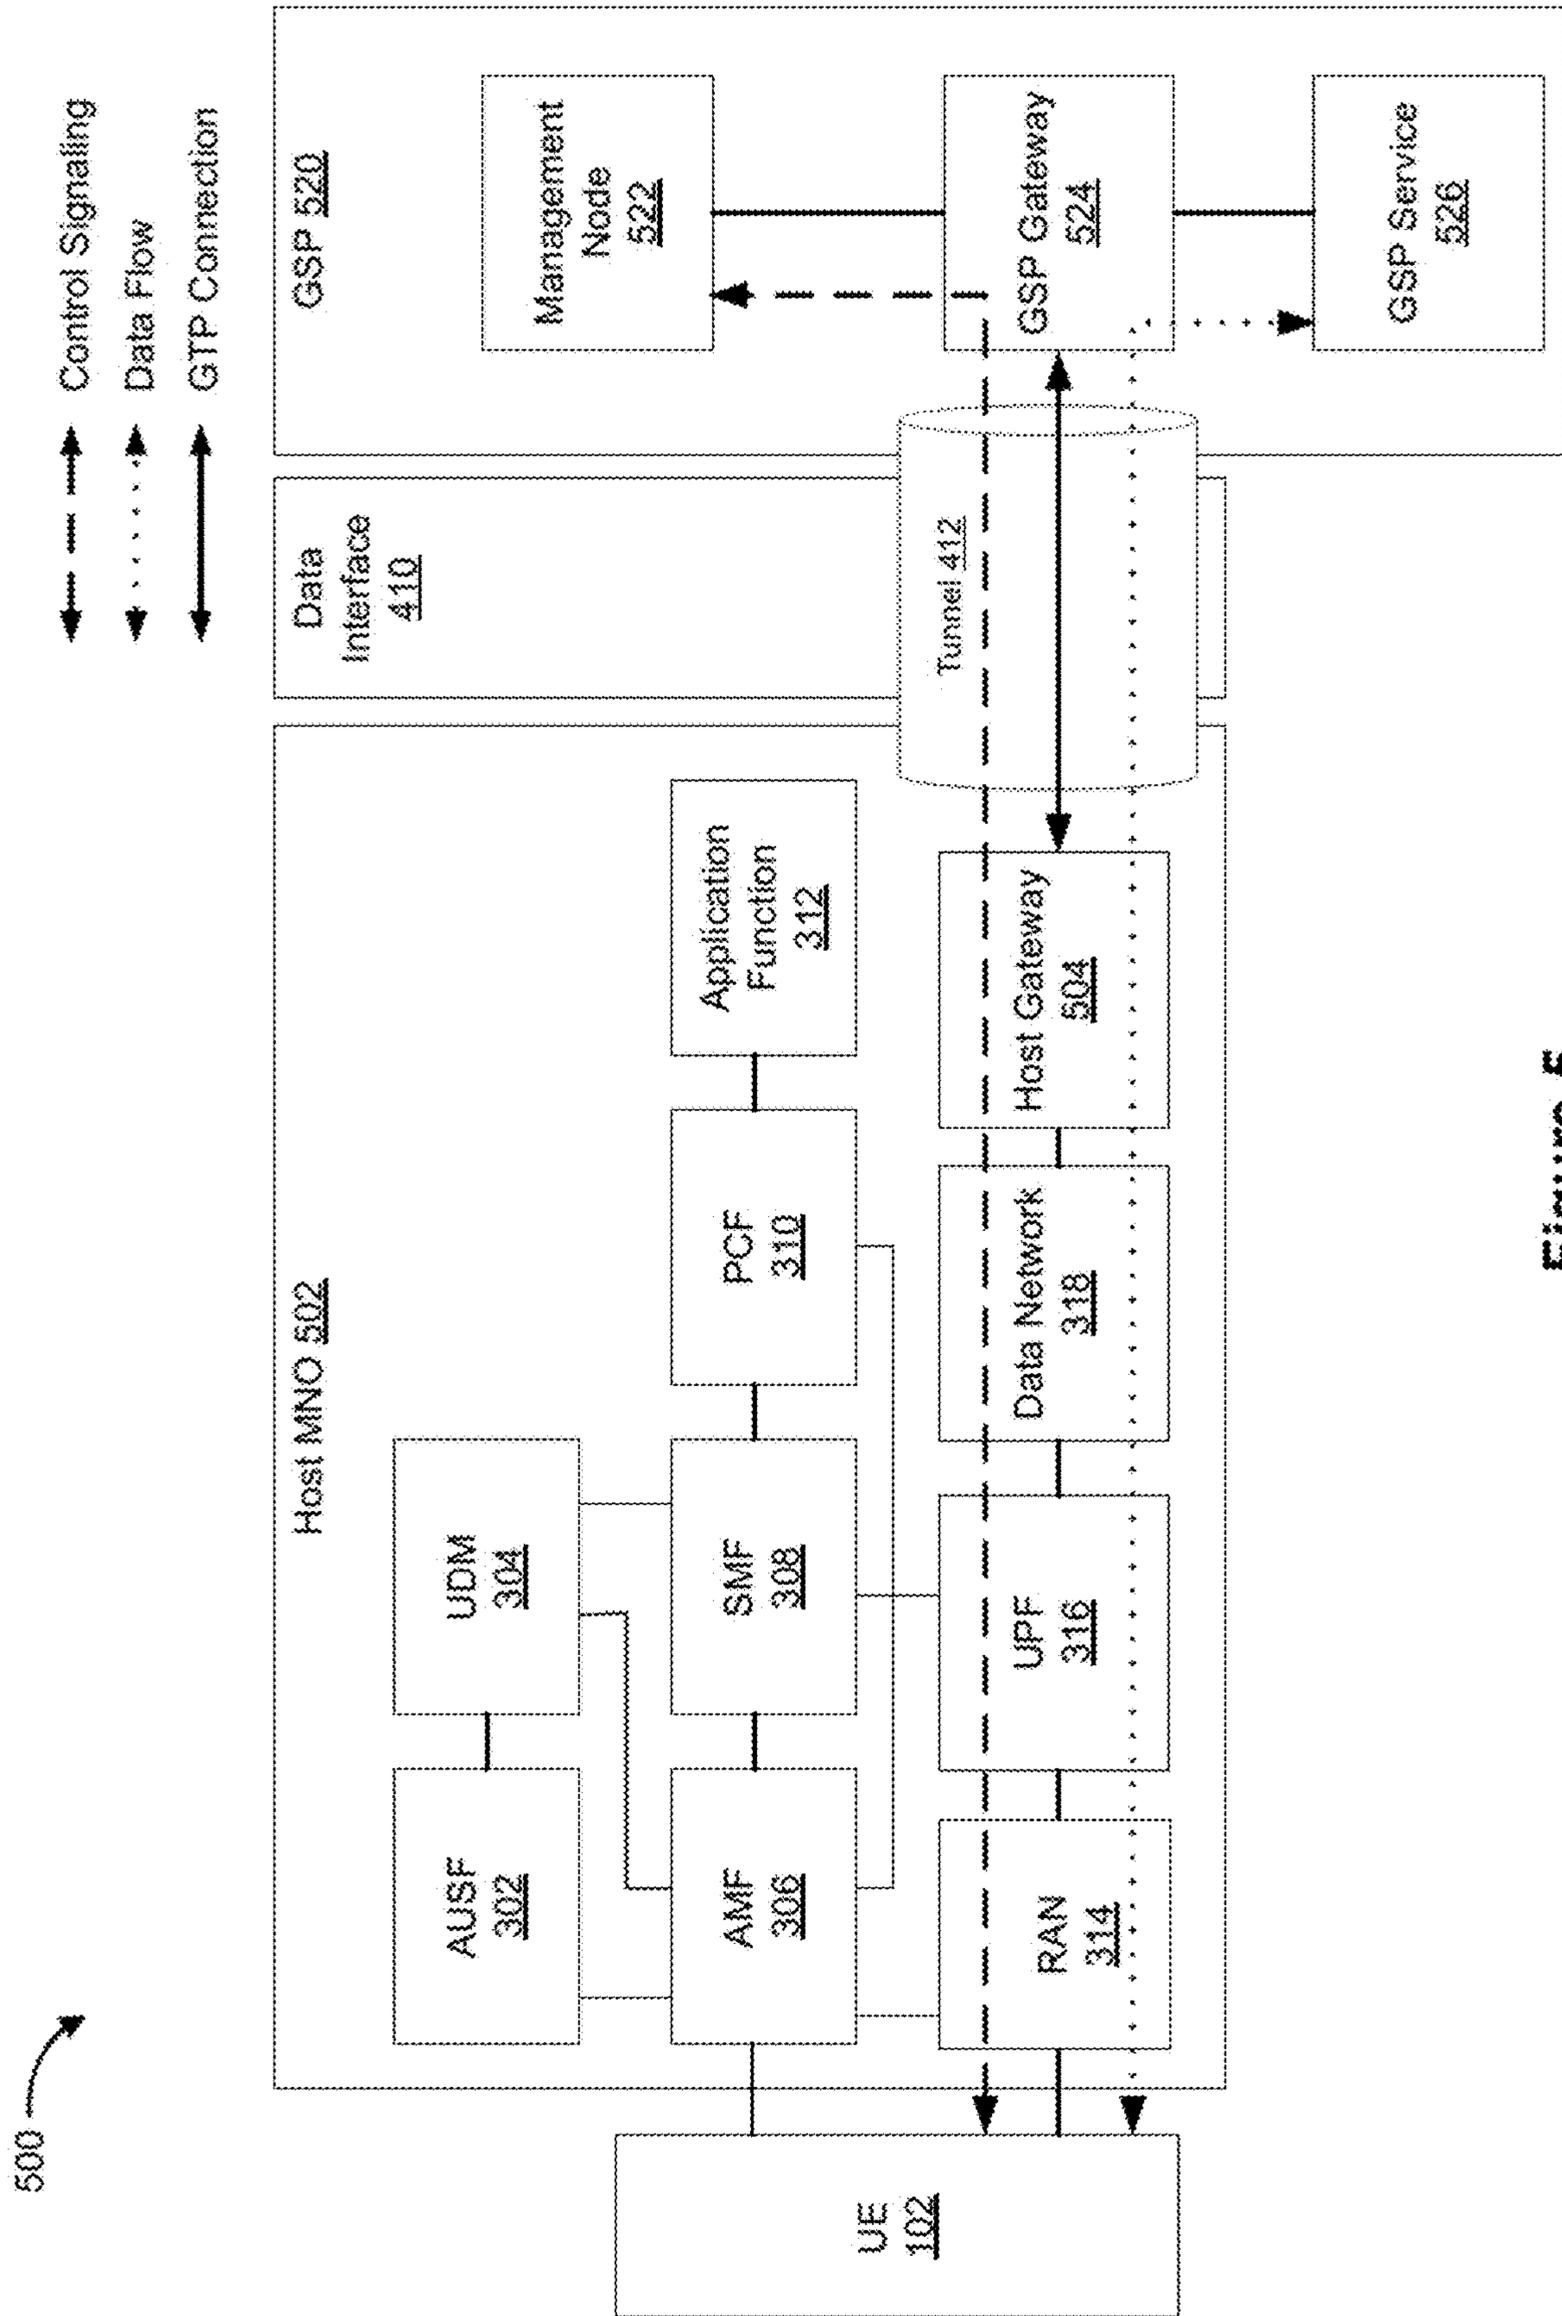 500
Control Signaling
Data Flow
GTP Connection
Host MNO 502
Data
Interface
410
GSP 520
AUSF
302
UDM
304
Management
Node
522
AMF
306
SMF
308
PCF
310
Application
Function
312
UE
102
RAN
314
UPF
316
Data Network
318
Host Gateway
504
Tunnel 412
GSP Gateway
524
GSP Service
526
Figure 5